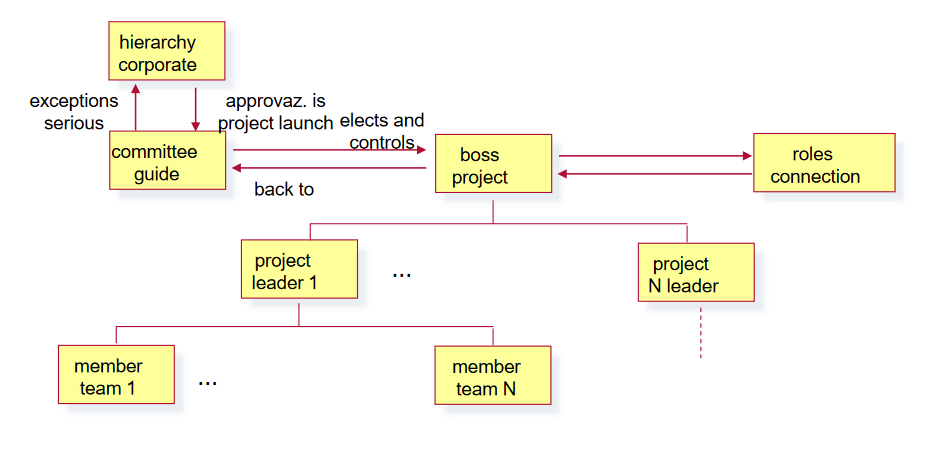 hierarchy
corporate
exceptions
serious
approvaz. is
project launch
elects and
controls
committee
guide
back to
boss
project
roles
connection
project
leader 1
...
project
N leader
member
team 1
...
member
team N